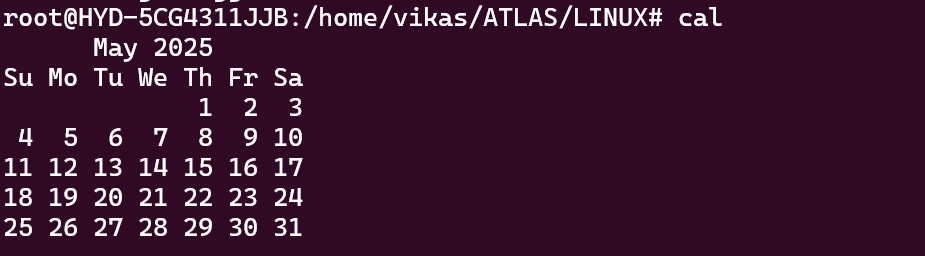 root@HYD-5CG4311JJB:/home/vikas/ATLAS/LINUX# cal
      May 2025
Su Mo Tu We Th Fr Sa
             1  2  3
 4  5  6  7  8  9 10
11 12 13 14 15 16 17
18 19 20 21 22 23 24
25 26 27 28 29 30 31